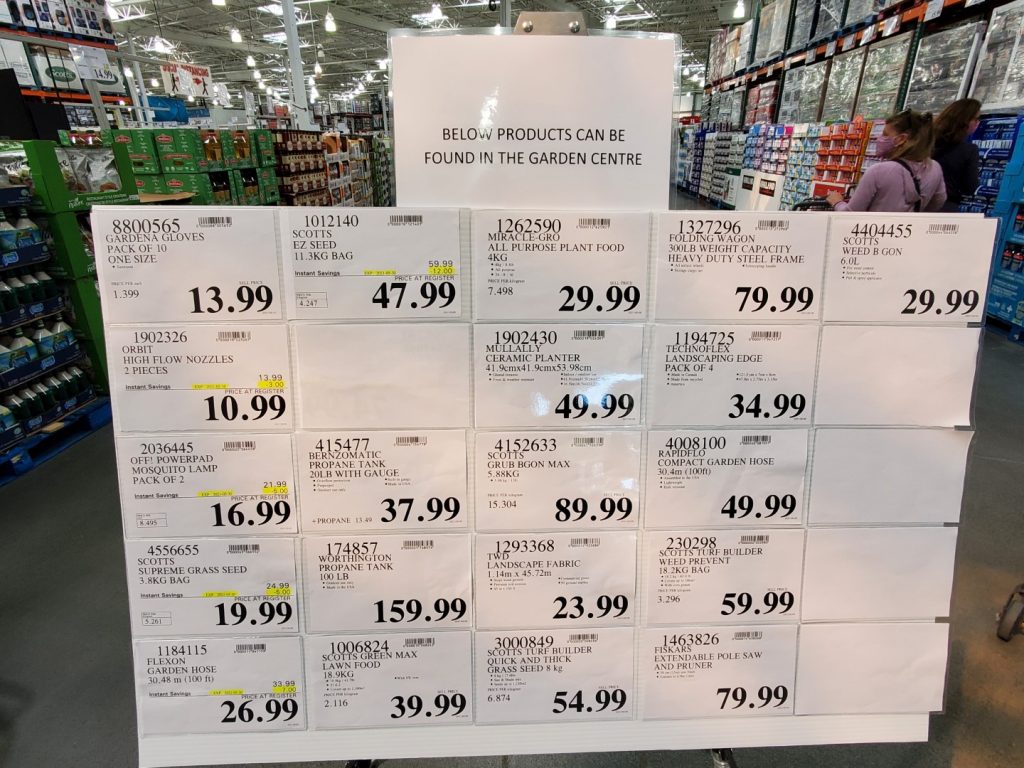 BELOW PRODUCTS CAN BE
FOUND IN THE GARDEN CENTRE
8800565
GARDENA GLOVES
PACK OF 10
ONE SIZE
1.399
13.99
1012140
SCOTTS
EZ SEED
11.3KG BAG
59.99
Instant Savings
12.00
PRICE AT REGISTER
4.247
47.99
1262590
MIRACLE-GRO
ALL PURPOSE PLANT FOOD
4KG
7.498
29.99
1327296
FOLDING WAGON
300LB WEIGHT CAPACITY
HEAVY DUTY STEEL FRAME
79.99
4404455
SCOTTS
WEED B GON
6.0L
29.99
1902326
ORBIT
HIGH FLOW NOZZLES
2 PIECES
13.99
Instant Savings
-3.00
PRICE AT REGISTER
10.99
1902430
MULLALLY
CERAMIC PLANTER
41.9cmx41.9cmx53.98cm
49.99
1194725
TECHNOFLEX
LANDSCAPING EDGE
PACK OF 4
34.99
2036445
OFF! POWERPAD
MOSQUITO LAMP
PACK OF 2
21.99
Instant Savings
-5.00
PRICE AT REGISTER
8.495
16.99
415477
BERNZOMATIC
PROPANE TANK
20LB WITH GAUGE
+PROPANE 13.49
37.99
4152633
SCOTTS
GRUB BGON MAX
5.88KG
15.304
89.99
4008100
RAPIDFLO
COMPACT GARDEN HOSE
30.4m (100ft)
49.99
4556655
SCOTTS
SUPREME GRASS SEED
3.8KG BAG
24.99
Instant Savings
-5.00
PRICE AT REGISTER
5.261
19.99
174857
WORTHINGTON
PROPANE TANK
100 LB
159.99
1293368
TWD
LANDSCAPE FABRIC
1.14m x 45.72m
23.99
230298
SCOTTS TURF BUILDER
WEED PREVENT
18.2KG BAG
3.296
59.99
1184115
FLEXON
GARDEN HOSE
30.48 m (100 ft)
33.99
Instant Savings
7.00
PRICE AT REGISTER
26.99
1006824
SCOTTS GREEN MAX
LAWN FOOD
18.9KG
2.116
39.99
3000849
SCOTTS TURF BUILDER
QUICK AND THICK
GRASS SEED 8 kg
6.874
54.99
1463826
FISKARS
EXTENDABLE POLE SAW
AND PRUNER
79.99